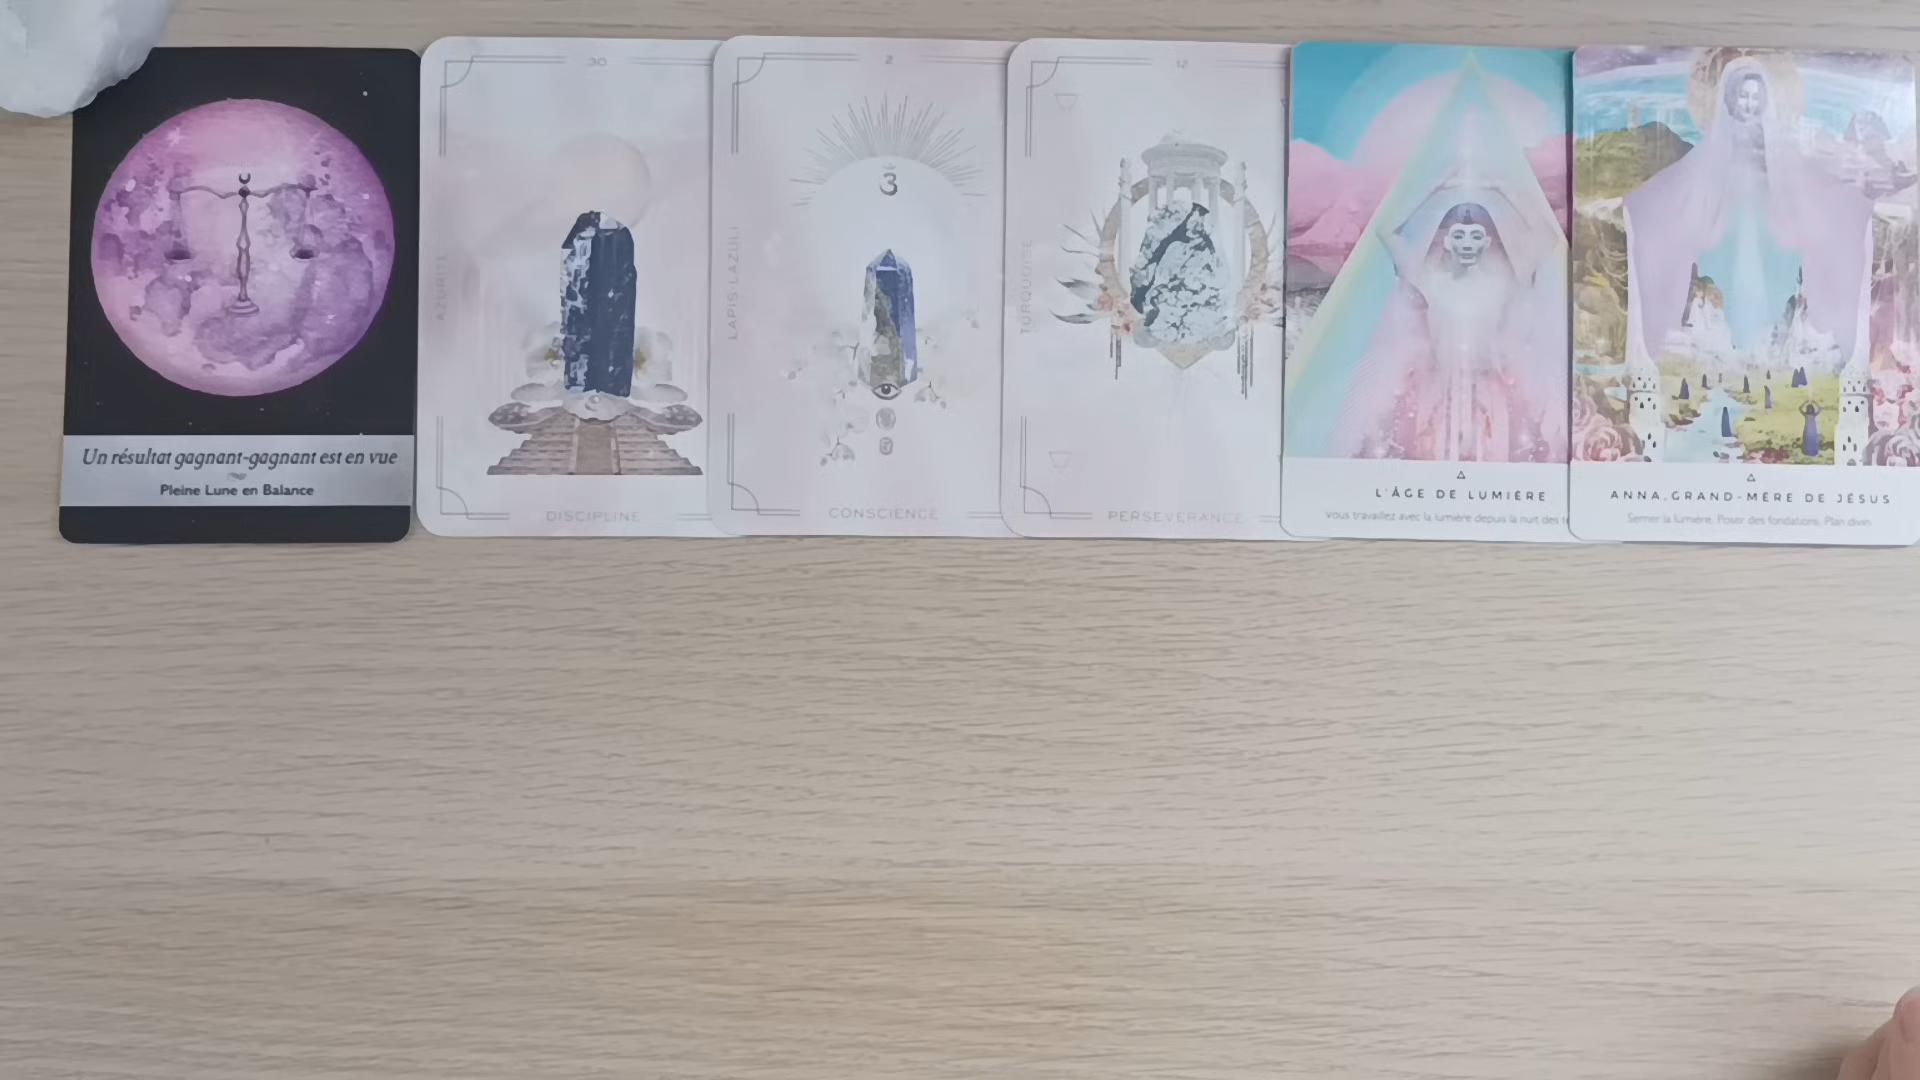 Un résultat gagnant-gagnant est en vue
Pleine Lune en Balance
30
AZURITE
DISCIPLINE
2
LAPIS-LAZULI
CONSCIENCE
12
TURQUOISE
PERSÉVÉRANCE
L'ÂGE DE LUMIÈRE
Vous travaillez avec la lumière depuis la nuit des
ANNA, GRAND-MÈRE DE JÉSUS
Semer la lumière. Poser des fondations. Plan divin